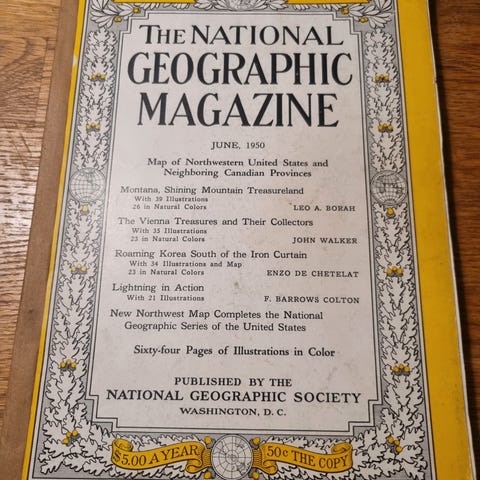 THE NATIONAL
GEOGRAPHIC
MAGAZINE
JUNE, 1950
Map of Northwestern United States and
Neighboring Canadian Provinces
Montana, Shining Mountain Treasureland
With 39 Illustrations
26 in Natural Colors LEO A. BORAH
The Vienna Treasures and Their Collectors
With 35 Illustrations
23 in Natural Colors JOHN WALKER
Roaming Korea South of the Iron Curtain
With 34 Illustrations and Map
23 in Natural Colors ENZO DE CHETELAT
Lightning in Action
With 21 Illustrations F. BARROWS COLTON
New Northwest Map Completes the National
Geographic Series of the United States
Sixty-four Pages of Illustrations in Color
PUBLISHED BY THE
NATIONAL GEOGRAPHIC SOCIETY
WASHINGTON, D. C.
$5.00 A YEAR 50c THE COPY